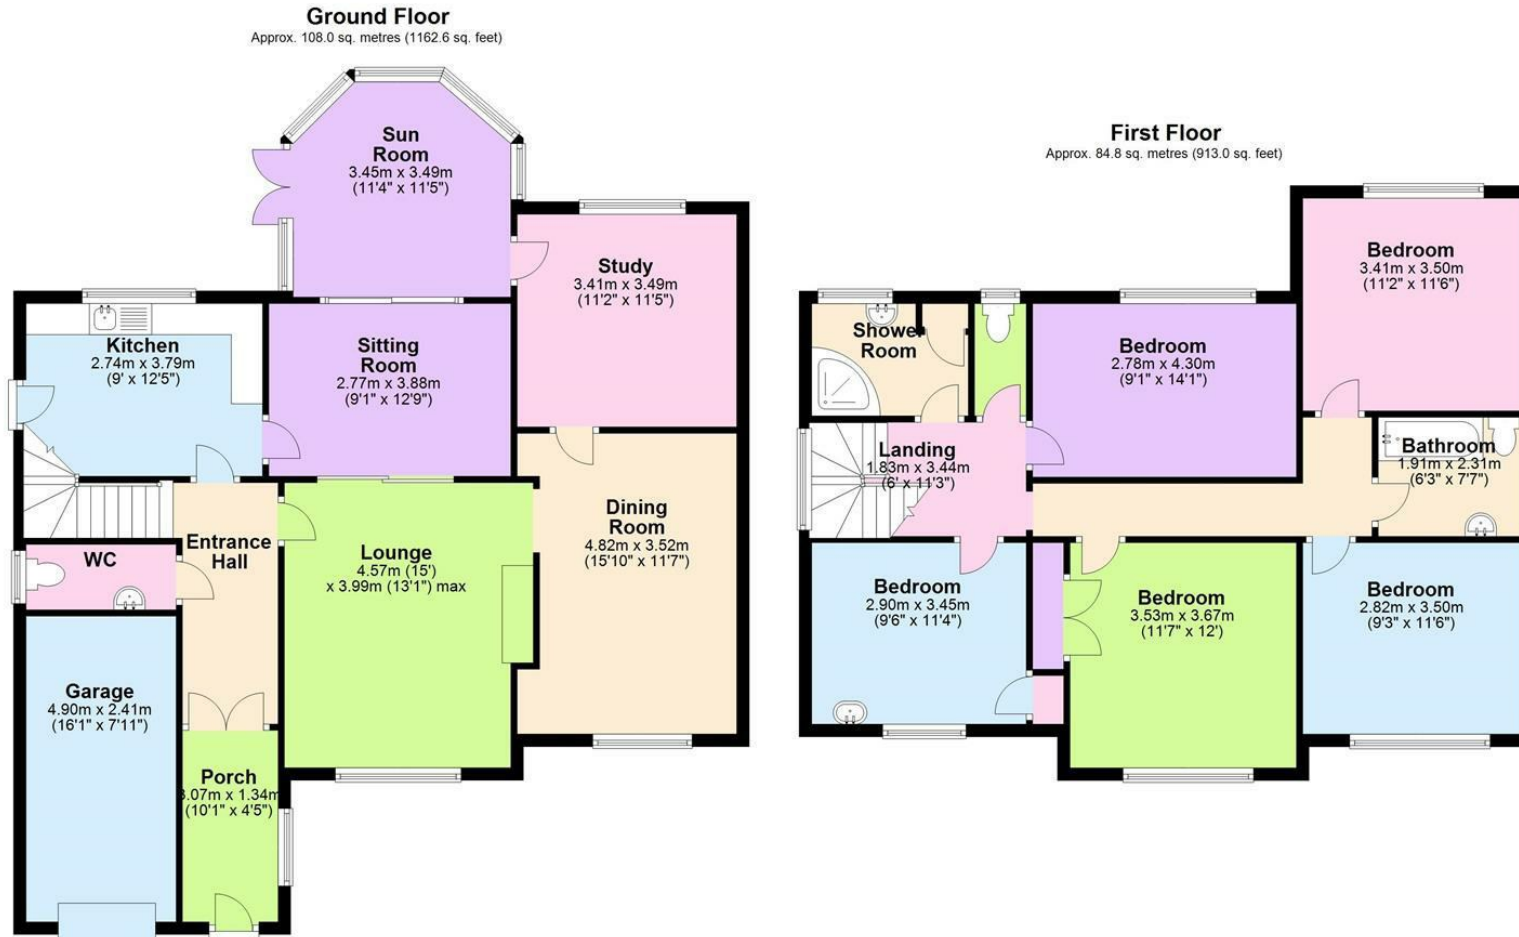 Ground Floor
Approx. 108.0 sq. metres (1162.6 sq. feet)
Sun
Room
3.45m x 3.49m
(11'4" x 11'5")
Study
3.41m x 3.49m
(11'2" x 11'5")
Kitchen
2.74m x 3.79m
(9' x 12'5")
Sitting
Room
2.77m x 3.88m
(9'1" x 12'9")
Dining
Room
4.82m x 3.52m
(15'10" x 11'7")
Entrance
Hall
Lounge
4.57m (15')
x 3.99m (13'1") max
WC
Garage
4.90m x 2.41m
(16'1" x 7'11")
Porch
3.07m x 1.34m
(10'1" x 4'5")
First Floor
Approx. 84.8 sq. metres (913.0 sq. feet)
Bedroom
3.41m x 3.50m
(11'2" x 11'6")
Shower
Room
Bedroom
2.78m x 4.30m
(9'1" x 14'1")
Landing
1.83m x 3.44m
(6' x 11'3")
Bathroom
1.91m x 2.31m
(6'3" x 7'7")
Bedroom
2.90m x 3.45m
(9'6" x 11'4")
Bedroom
3.53m x 3.67m
(11'7" x 12')
Bedroom
2.82m x 3.50m
(9'3" x 11'6")